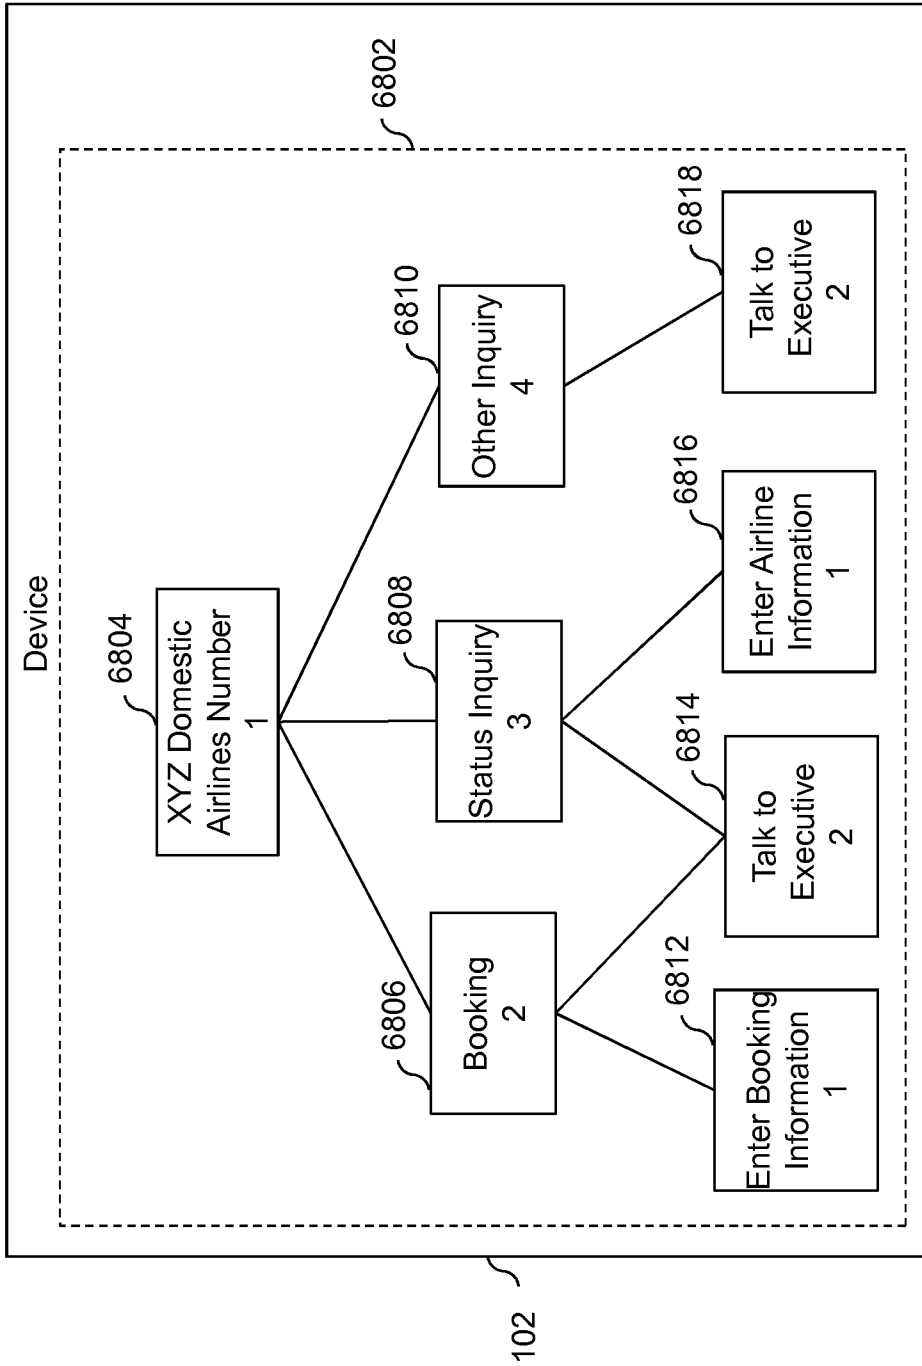 Device
6802
6804
XYZ Domestic
Airlines Number
1
6806
Booking
2
6808
Status Inquiry
3
6810
Other Inquiry
4
6812
Enter Booking
Information
1
6814
Talk to
Executive
2
6816
Enter Airline
Information
1
6818
Talk to
Executive
2
102